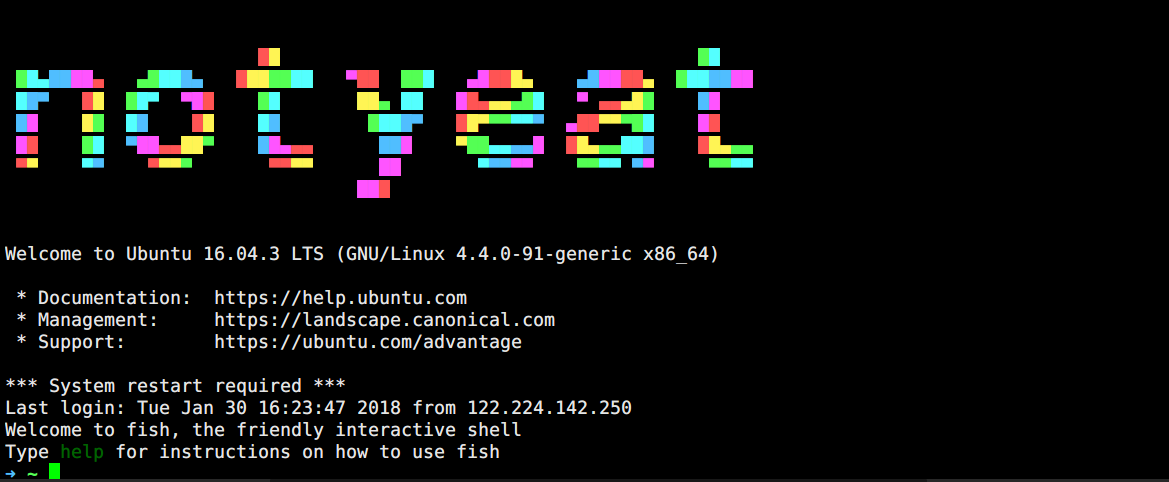 notyeat
Welcome to Ubuntu 16.04.3 LTS (GNU/Linux 4.4.0-91-generic x86_64)
* Documentation:  https://help.ubuntu.com
* Management:     https://landscape.canonical.com
* Support:        https://ubuntu.com/advantage
*** System restart required ***
Last login: Tue Jan 30 16:23:47 2018 from 122.224.142.250
Welcome to fish, the friendly interactive shell
Type help for instructions on how to use fish
➜ ~